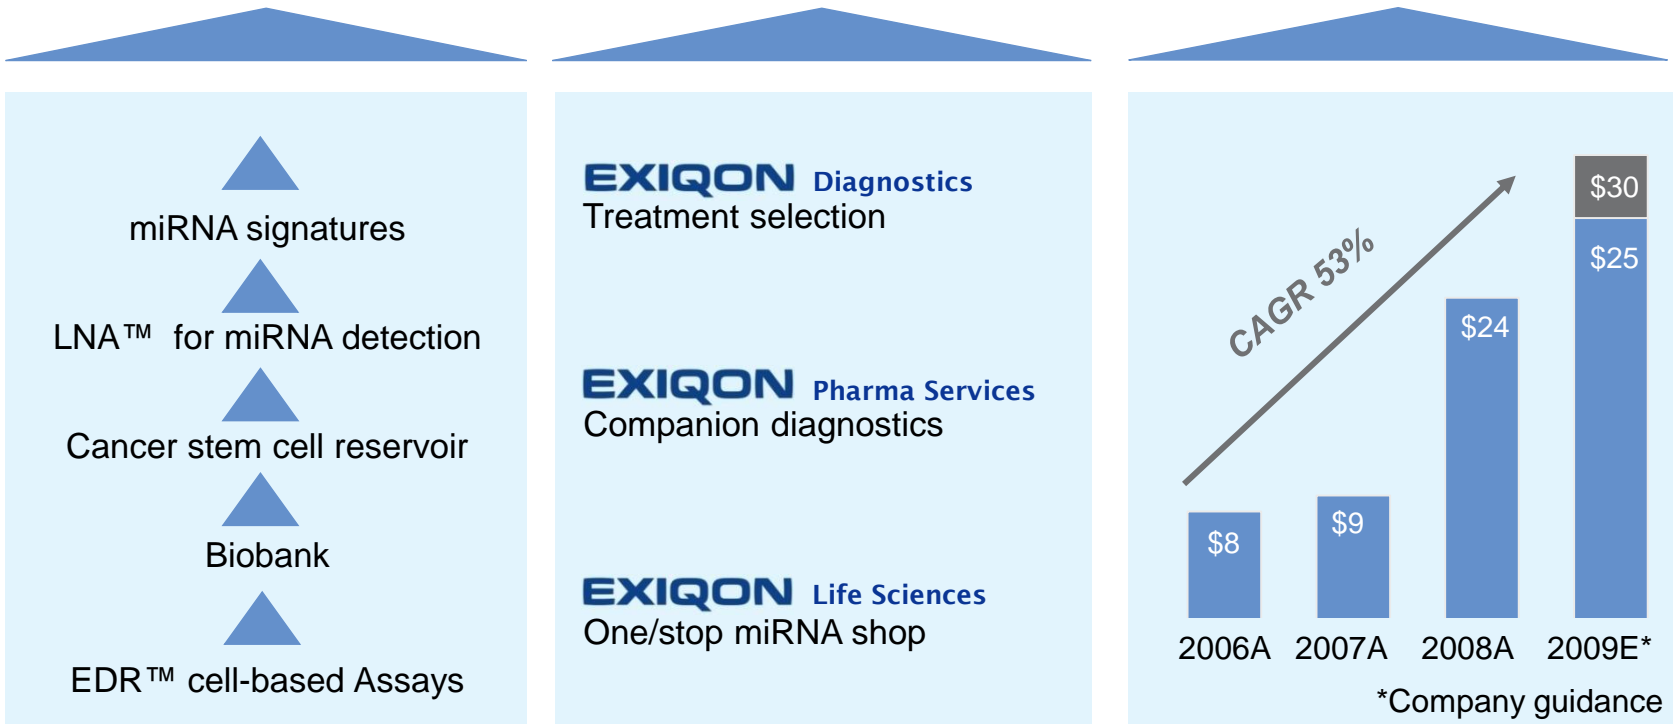 miRNA signatures
LNA™ for miRNA detection
Cancer stem cell reservoir
Biobank
EDR™ cell-based Assays
EXIQON Diagnostics
Treatment selection
EXIQON Pharma Services
Companion diagnostics
EXIQON Life Sciences
One/stop miRNA shop
CAGR 53%
$30
$25
$24
$9
$8
2006A 2007A 2008A 2009E*
*Company guidance